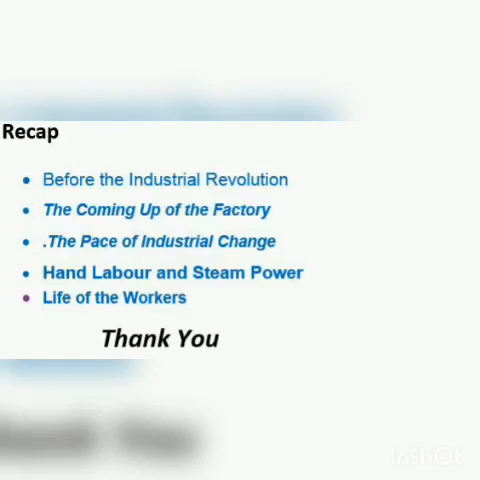 Recap
• Before the Industrial Revolution
• The Coming Up of the Factory
• .The Pace of Industrial Change
• Hand Labour and Steam Power
• Life of the Workers
Thank You
InShOt